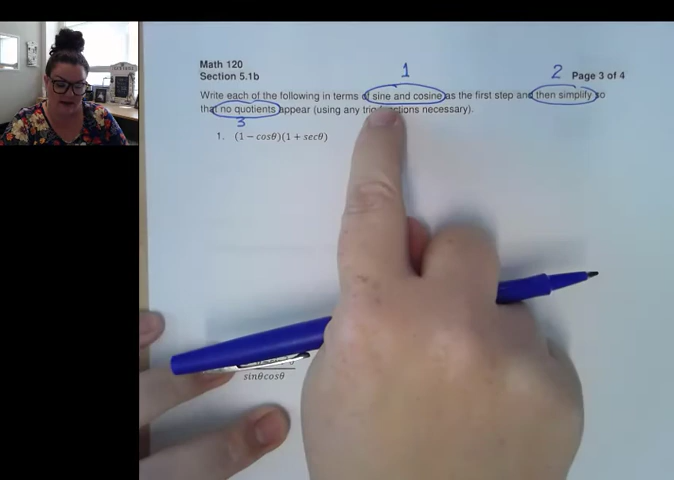 Math 120
1
2
Section 5.1b
Page 3 of 4
Write each of the following in terms of sine and cosine as the first step and then simplify so
that no quotients appear (using any necessary).
3
1. (1 − cosθ)(1 + secθ)
sinθcosθ